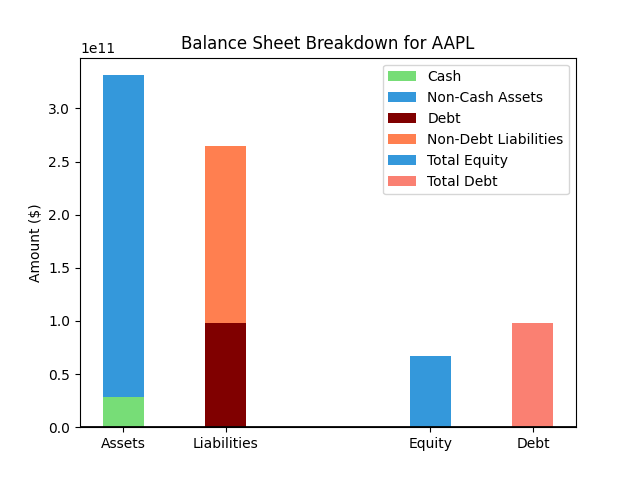 Balance Sheet Breakdown for AAPL
1e11
Cash
Non-Cash Assets
Debt
Non-Debt Liabilities
Total Equity
Total Debt
Amount ($)
3.0
2.5
2.0
1.5
1.0
0.5
0.0
Assets
Liabilities
Equity
Debt